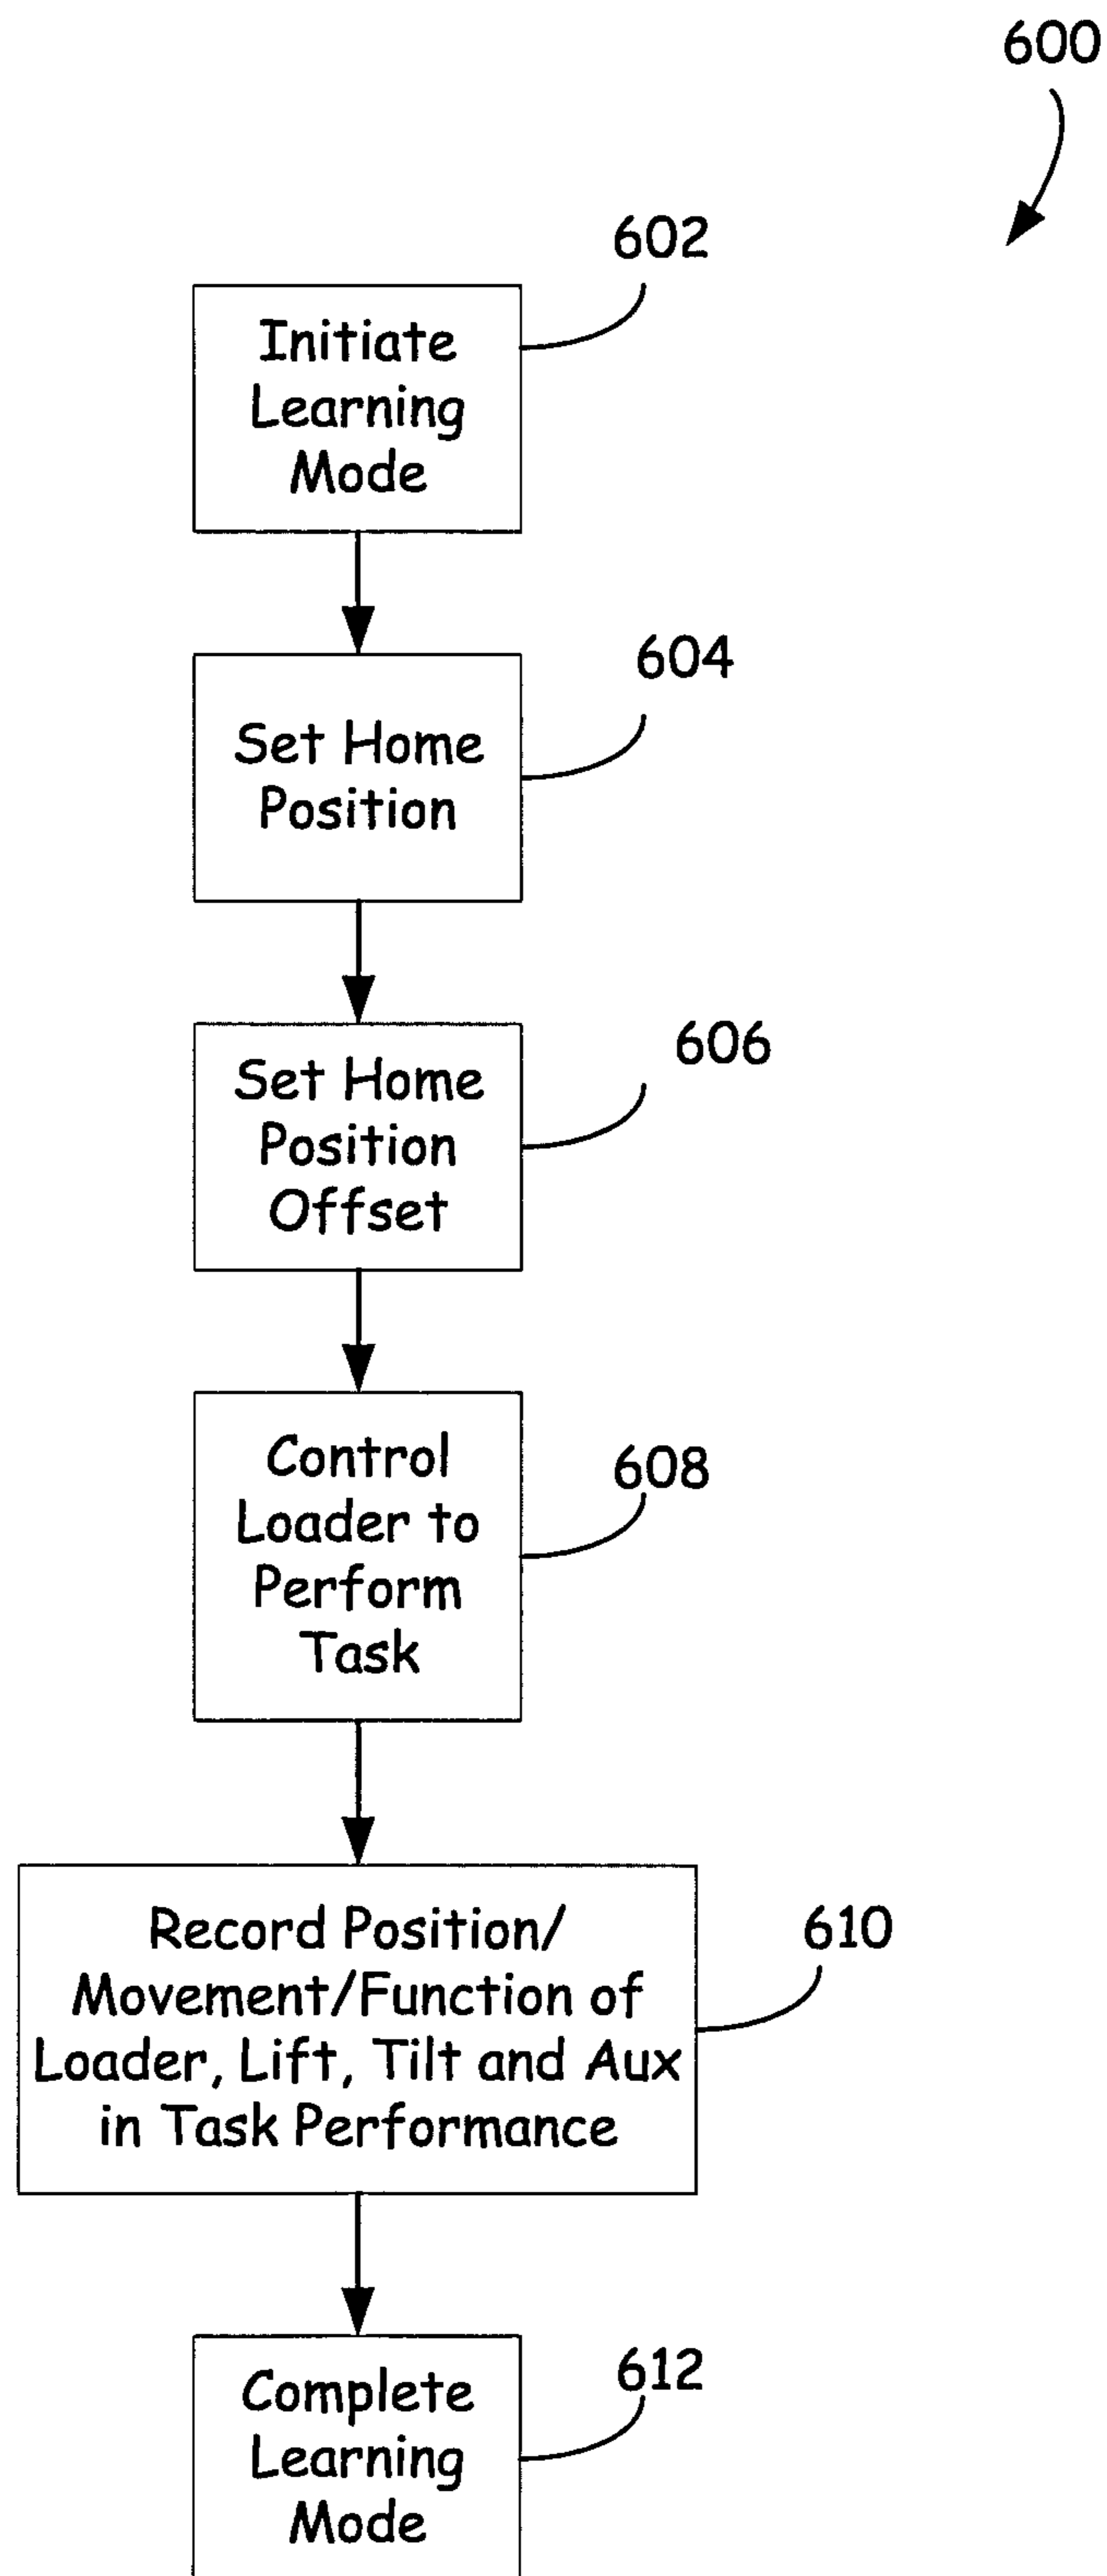 600
602
Initiate
Learning
Mode
604
Set Home
Position
606
Set Home
Position
Offset
608
Control
Loader to
Perform
Task
610
Record Position/
Movement/Function of
Loader, Lift, Tilt and Aux
in Task Performance
612
Complete
Learning
Mode